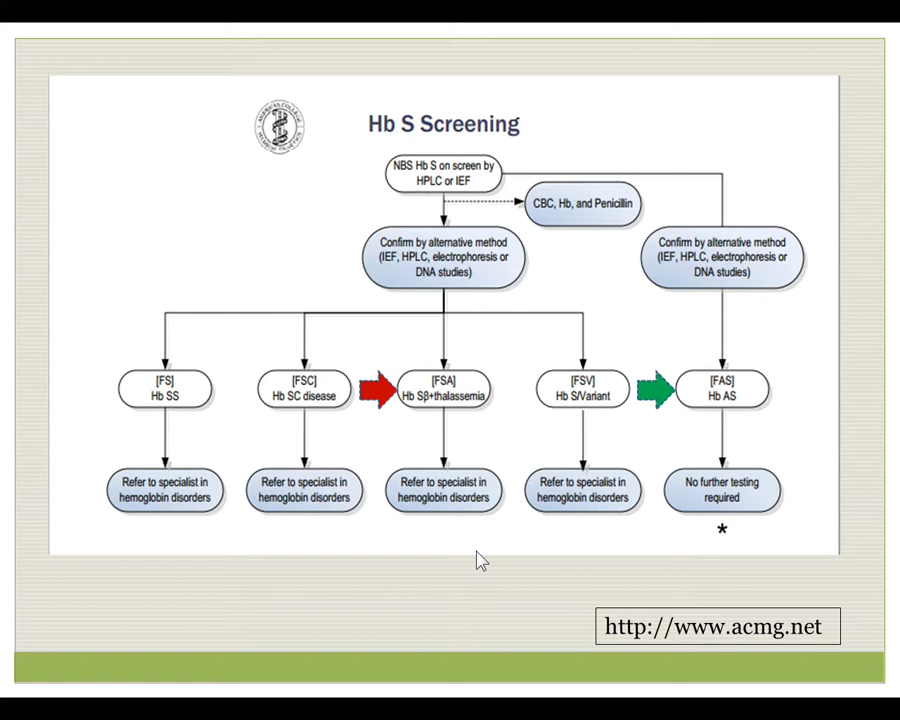 Hb S Screening
NBS Hb S on screen by
HPLC or IEF
CBC, Hb, and Penicillin
Confirm by alternative method
(IEF, HPLC, electrophoresis or
DNA studies)
Confirm by alternative method
(IEF, HPLC, electrophoresis or
DNA studies)
[FS]
Hb SS
[FSC]
Hb SC disease
[FSA]
Hb Sβ+thalassemia
[FSV]
Hb S/Variant
[FAS]
Hb AS
Refer to specialist in
hemoglobin disorders
Refer to specialist in
hemoglobin disorders
Refer to specialist in
hemoglobin disorders
Refer to specialist in
hemoglobin disorders
No further testing
required
*
http://www.acmg.net